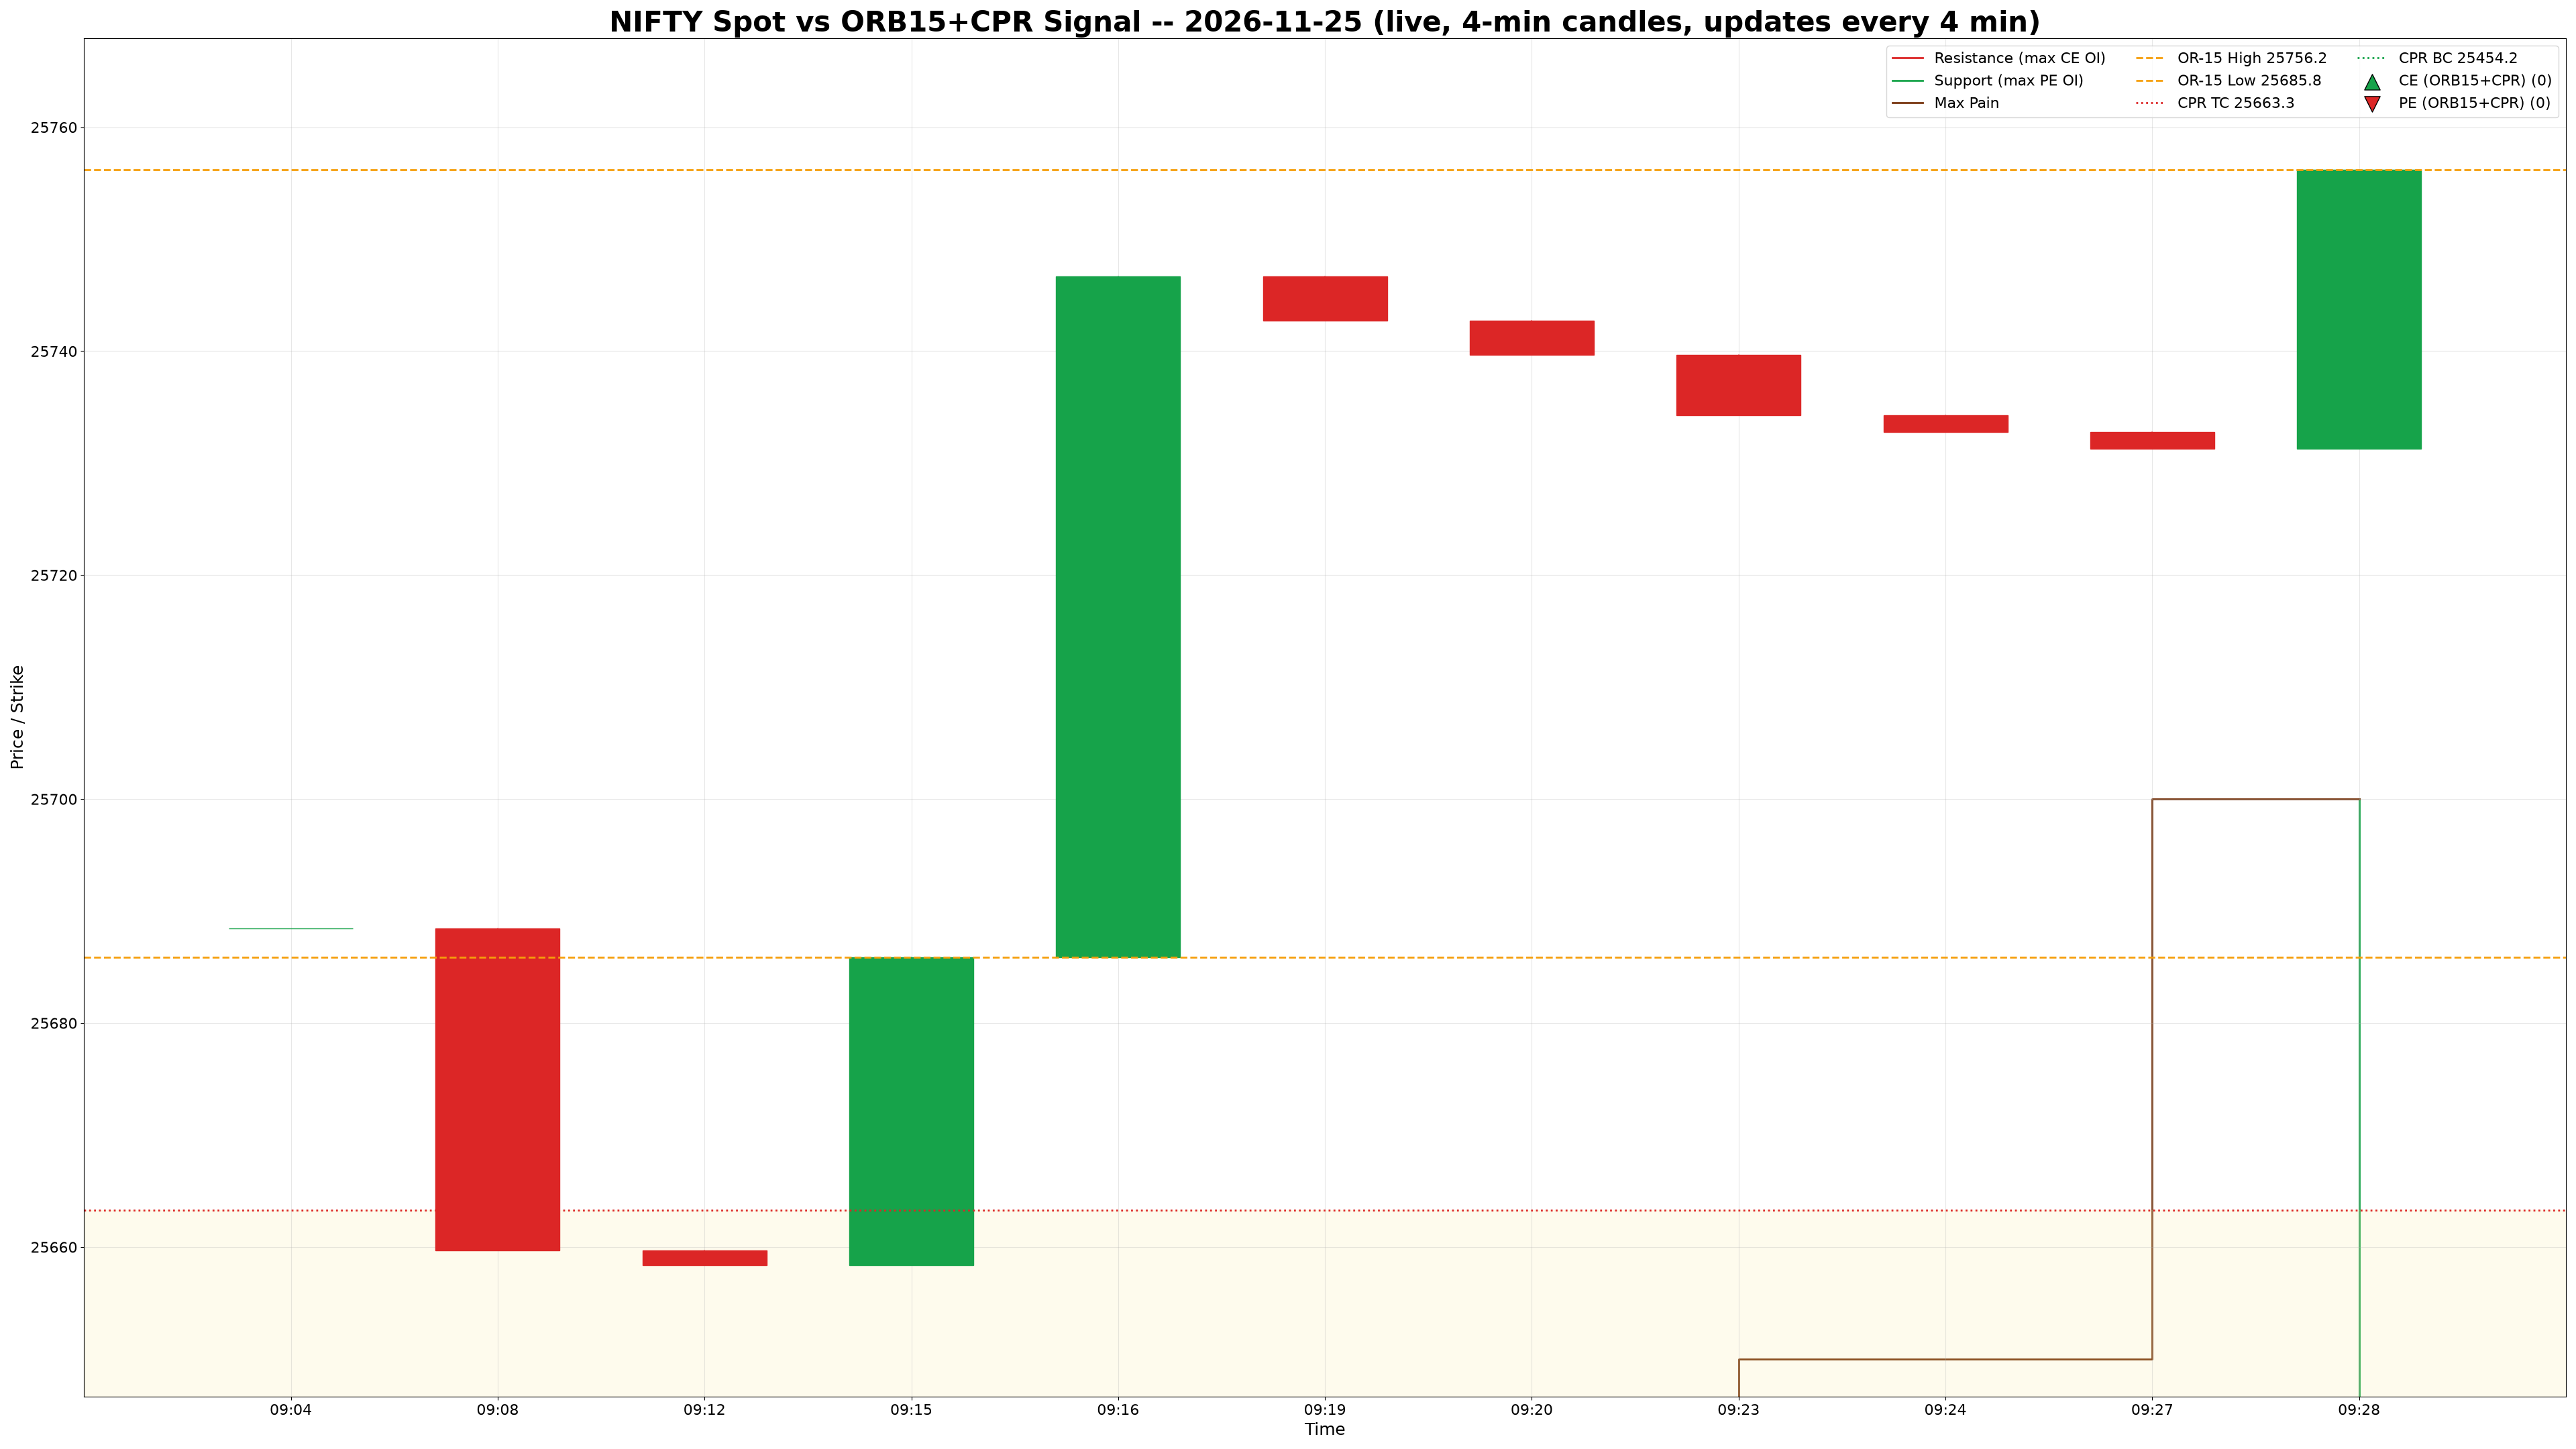 NIFTY Spot vs ORB15+CPR Signal -- 2026-11-25 (live, 4-min candles, updates every 4 min)
Resistance (max CE OI)
Support (max PE OI)
Max Pain
OR-15 High 25756.2
OR-15 Low 25685.8
CPR TC 25663.3
CPR BC 25454.2
CE (ORB15+CPR) (0)
PE (ORB15+CPR) (0)
Price / Strike
25760
25740
25720
25700
25680
25660
09:04
09:08
09:12
09:15
09:16
09:19
09:20
09:23
09:24
09:27
09:28
Time